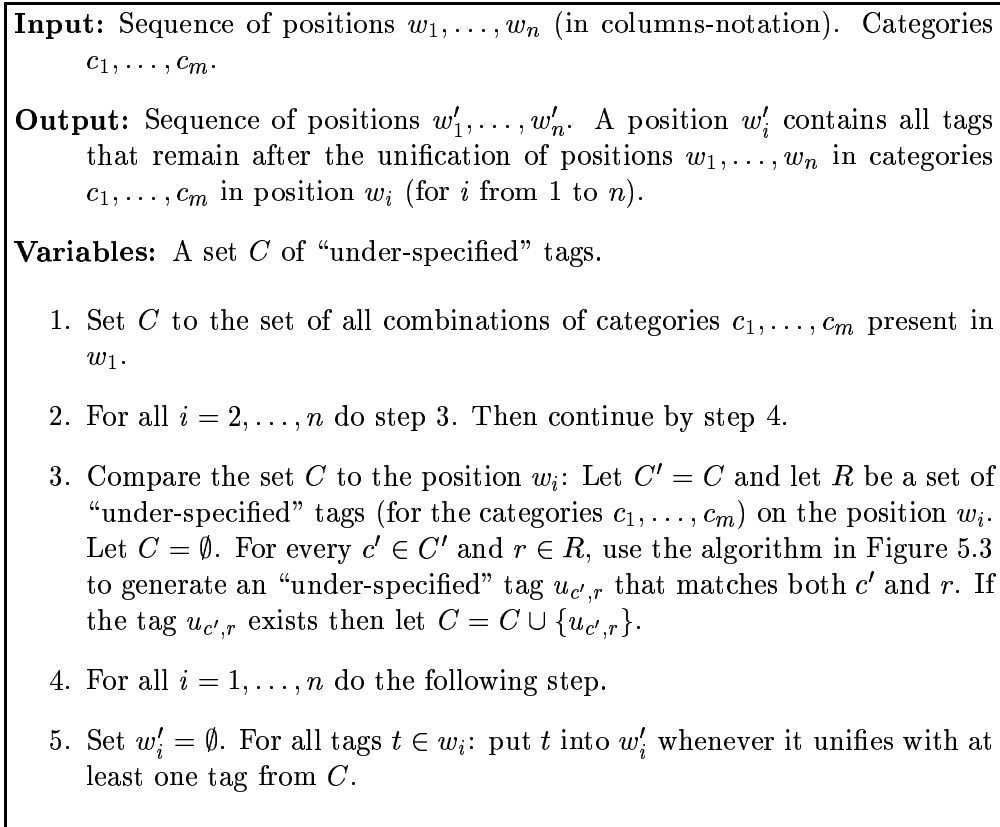 Input: Sequence of positions w₁, . . . , wₙ (in columns-notation). Categories
c₁, . . . , cₘ.
Output: Sequence of positions w′₁, . . . , w′ₙ. A position w′ᵢ contains all tags
that remain after the unification of positions w₁, . . . , wₙ in categories
c₁, . . . , cₘ in position wᵢ (for i from 1 to n).
Variables: A set C of “under-specified” tags.
1. Set C to the set of all combinations of categories c₁, . . . , cₘ present in
w₁.
2. For all i = 2, . . . , n do step 3. Then continue by step 4.
3. Compare the set C to the position wᵢ: Let C′ = C and let R be a set of
“under-specified” tags (for the categories c₁, . . . , cₘ) on the position wᵢ.
Let C = ∅. For every c′ ∈ C′ and r ∈ R, use the algorithm in Figure 5.3
to generate an “under-specified” tag u_{c′,r} that matches both c′ and r. If
the tag u_{c′,r} exists then let C = C ∪ {u_{c′,r}}.
4. For all i = 1, . . . , n do the following step.
5. Set w′ᵢ = ∅. For all tags t ∈ wᵢ: put t into w′ᵢ whenever it unifies with at
least one tag from C.